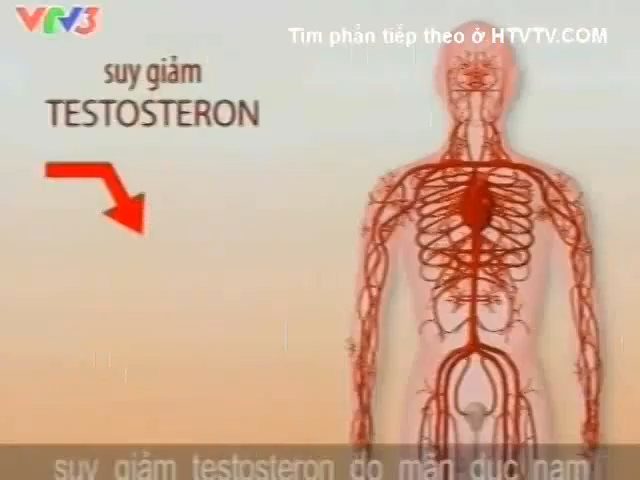 VTV3
Tìm phần tiếp theo ở HTVTV.COM
suy giảm
TESTOSTERON
suy giảm testosteron do mãn dục nam